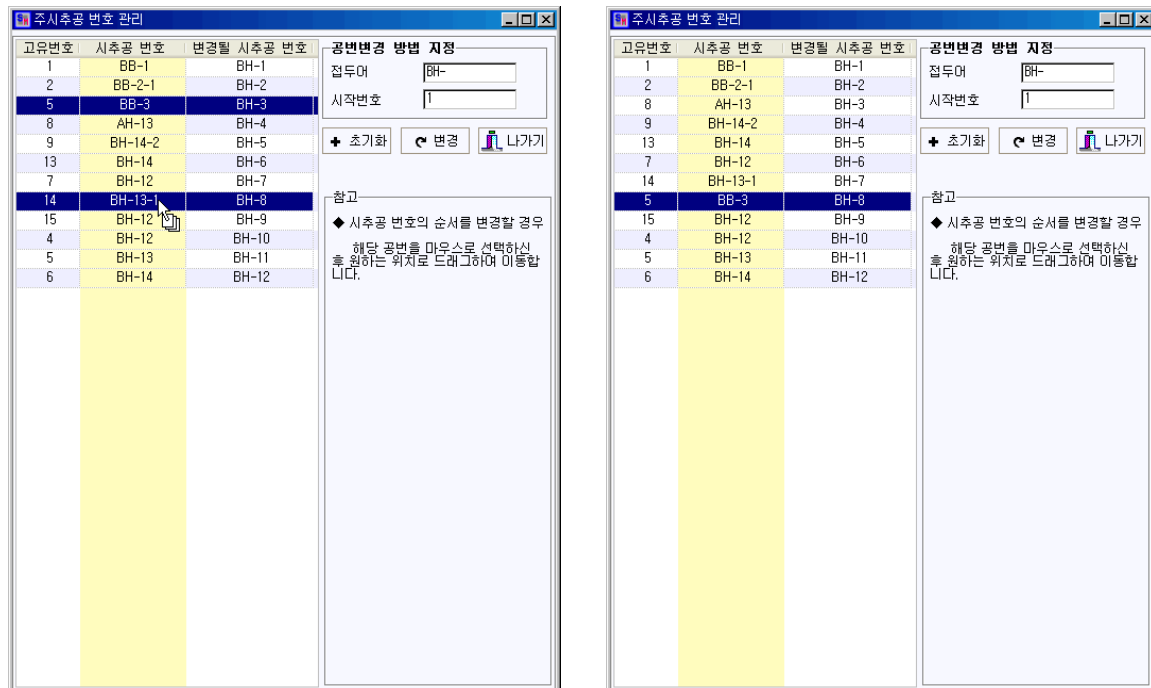 주시추공 번호 관리
고유번호 시추공 번호 변경될 시추공 번호
1 BB-1 BH-1
2 BB-2-1 BH-2
5 BB-3 BH-3
8 AH-13 BH-4
9 BH-14-2 BH-5
13 BH-14 BH-6
7 BH-12 BH-7
14 BH-13-1 BH-8
15 BH-12 BH-9
4 BH-12 BH-10
5 BH-13 BH-11
6 BH-14 BH-12
공번변경 방법 지정
접두어 BH-
시작번호 1
초기화 변경 나가기
참고
◆ 시추공 번호의 순서를 변경할 경우
해당 공번을 마우스로 선택하신
후 원하는 위치로 드래그하며 이동합
니다.
주시추공 번호 관리
고유번호 시추공 번호 변경될 시추공 번호
1 BB-1 BH-1
2 BB-2-1 BH-2
8 AH-13 BH-3
9 BH-14-2 BH-4
13 BH-14 BH-5
7 BH-12 BH-6
14 BH-13-1 BH-7
5 BB-3 BH-8
15 BH-12 BH-9
4 BH-12 BH-10
5 BH-13 BH-11
6 BH-14 BH-12
공번변경 방법 지정
접두어 BH-
시작번호 1
초기화 변경 나가기
참고
◆ 시추공 번호의 순서를 변경할 경우
해당 공번을 마우스로 선택하신
후 원하는 위치로 드래그하며 이동합
니다.